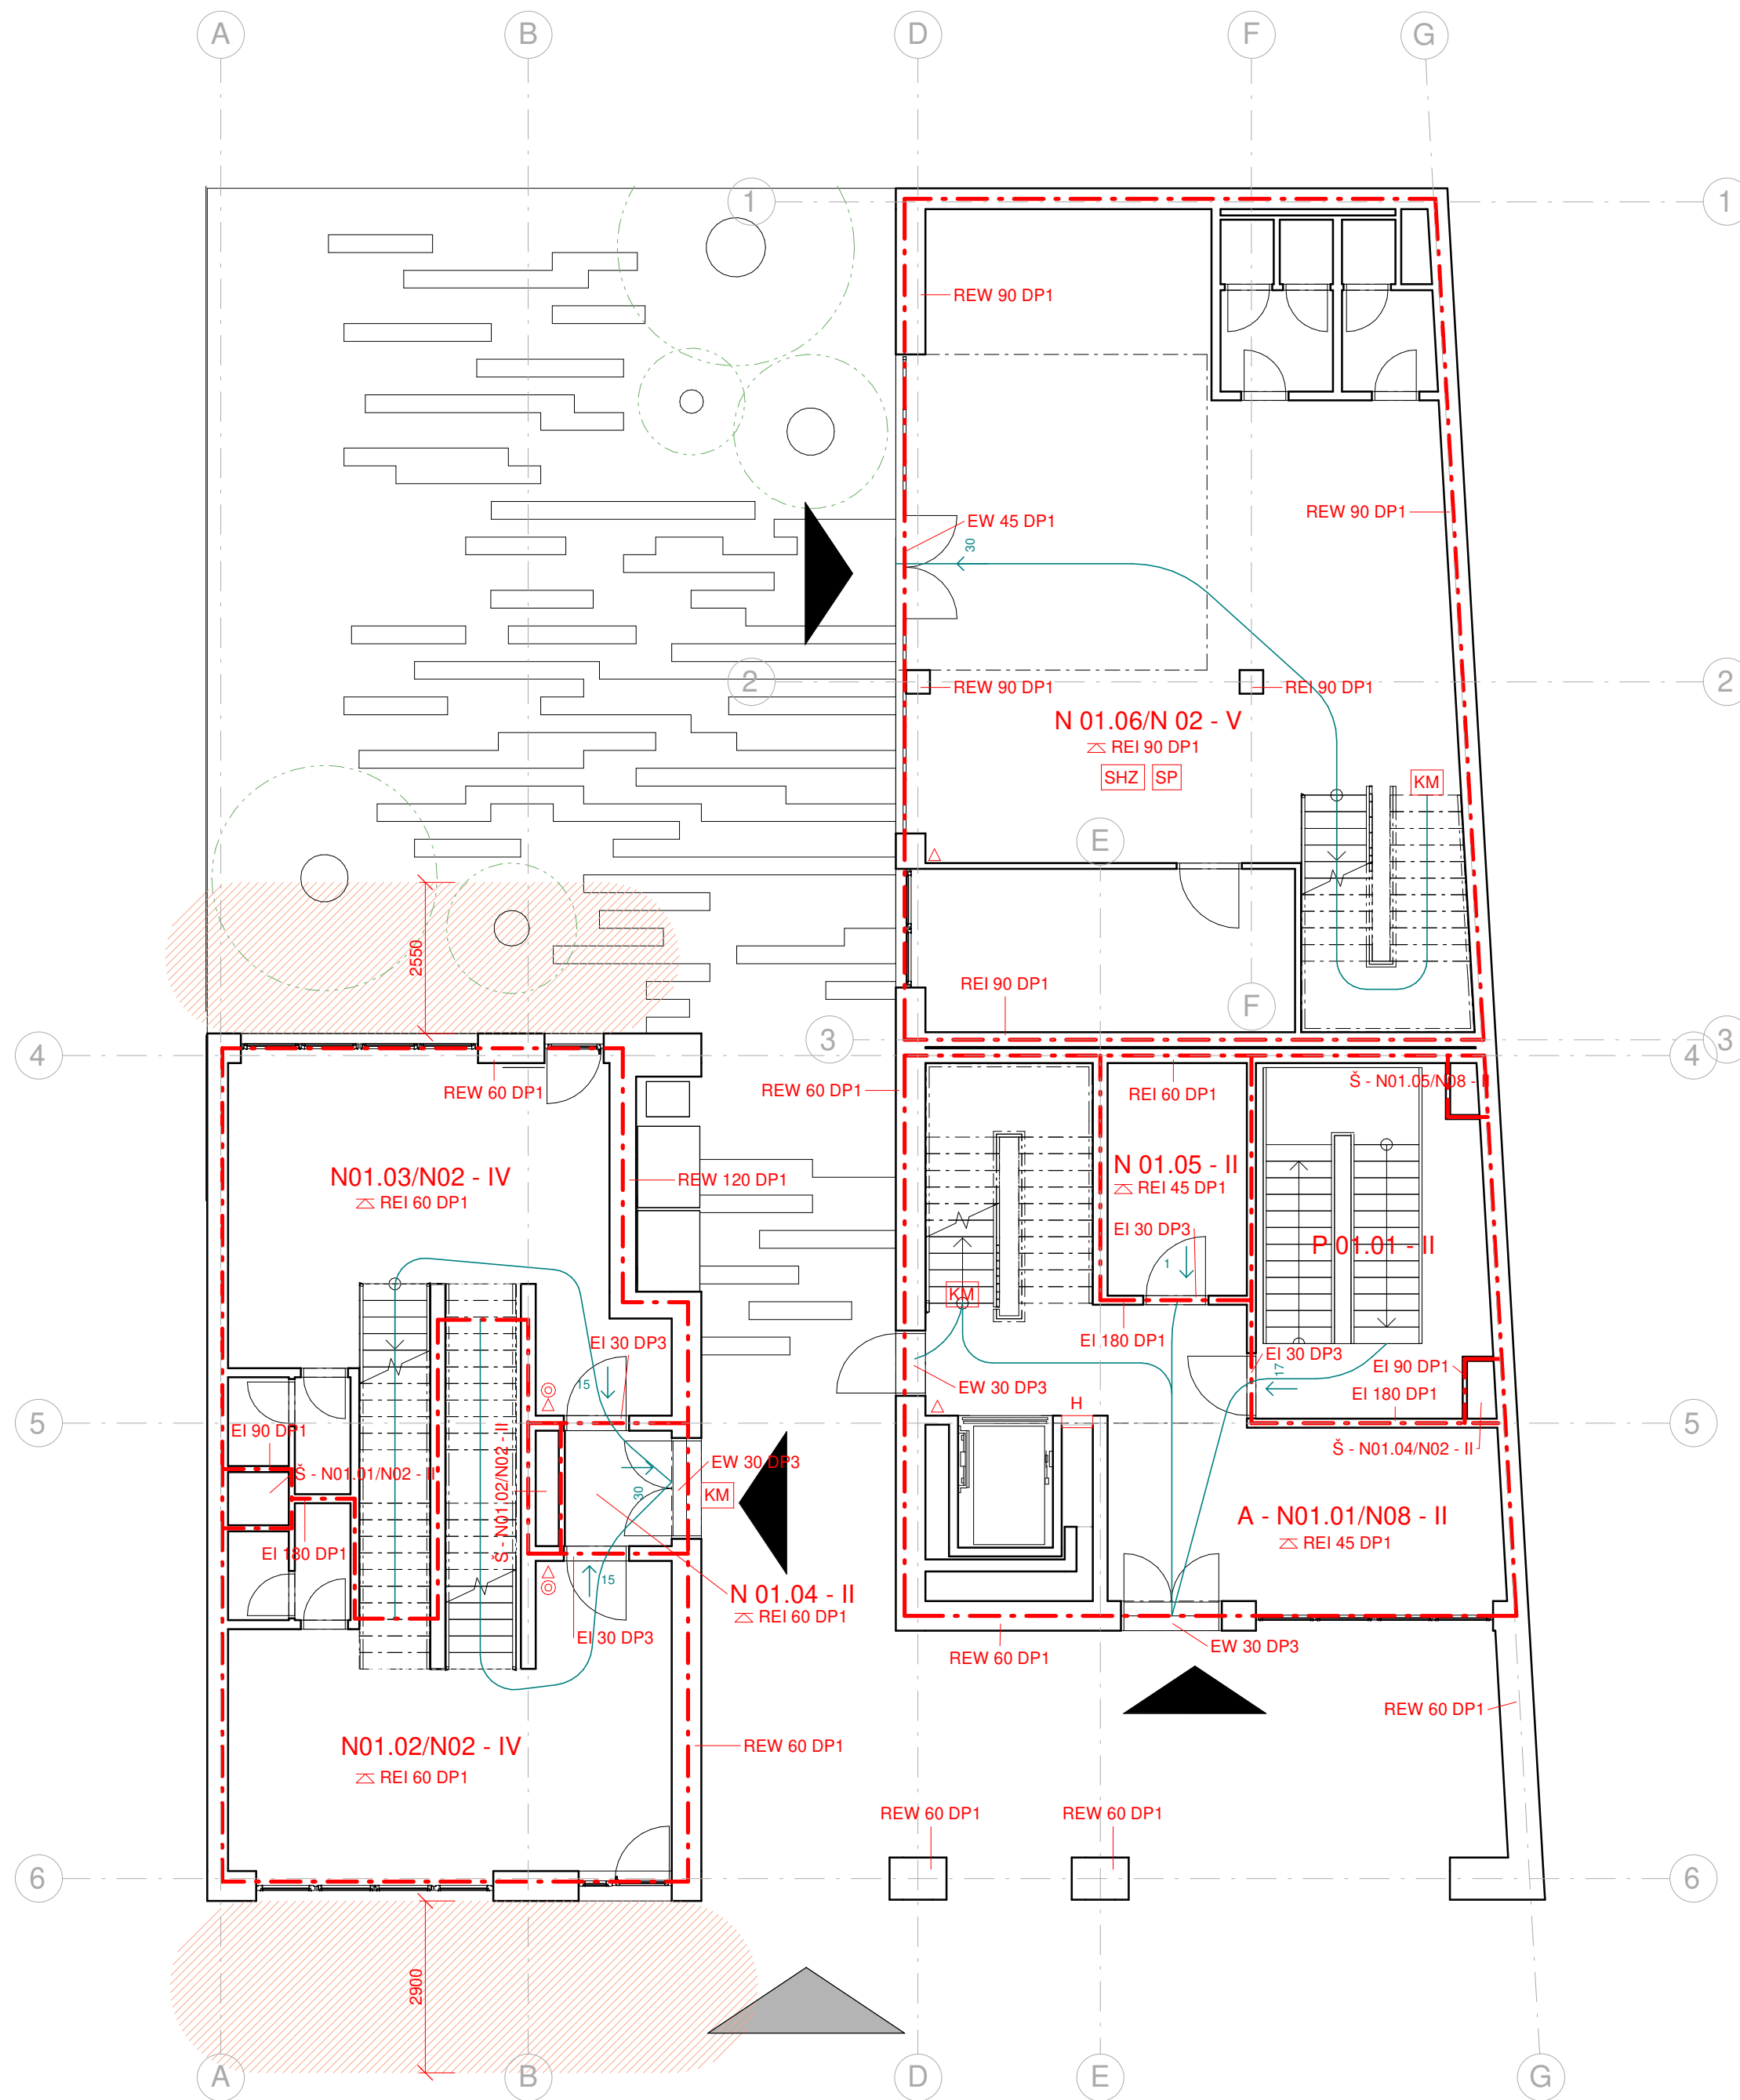 A
B
D
F
G
1
1
REW 90 DP1
REW 90 DP1
EW 45 DP1
30
2
REW 90 DP1
REI 90 DP1
2
N 01.06/N 02 - V
REI 90 DP1
SHZ
SP
KM
E
2550
REI 90 DP1
F
3
3
4
4
REW 60 DP1
REW 60 DP1
REI 60 DP1
Š - N01.05/N08 - II
N01.03/N02 - IV
REI 60 DP1
REW 120 DP1
N 01.05 - II
REI 45 DP1
EI 30 DP3
1
P 01.01 - II
KM
EI 30 DP3
EI 180 DP1
EI 30 DP3
EI 90 DP1
15
17
EW 30 DP3
EI 180 DP1
H
5
5
EI 90 DP1
Š - N01.01/N02 - II
Š - N01.02/N02 - II
EW 30 DP3
KM
30
Š - N01.04/N02 - II
A - N01.01/N08 - II
REI 45 DP1
EI 180 DP1
15
N 01.04 - II
REI 60 DP1
EI 30 DP3
REW 60 DP1
EW 30 DP3
REW 60 DP1
N01.02/N02 - IV
REI 60 DP1
REW 60 DP1
REW 60 DP1
REW 60 DP1
6
6
2900
A
B
D
E
G